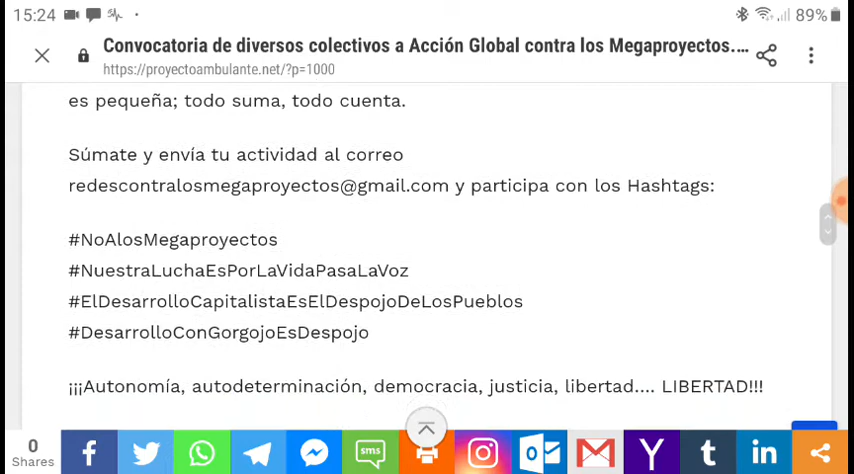 15:24
89%
Convocatoria de diversos colectivos a Acción Global contra los Megaproyectos....
https://proyectoambulante.net/?p=1000
es pequeña; todo suma, todo cuenta.
Súmate y envía tu actividad al correo
redescontralosmegaproyectos@gmail.com y participa con los Hashtags:
#NoAlosMegaproyectos
#NuestraLuchaEsPorLaVidaPasaLaVoz
#ElDesarrolloCapitalistaEsElDespojoDeLosPueblos
#DesarrolloConGorgojoEsDespojo
¡¡¡Autonomía, autodeterminación, democracia, justicia, libertad.... LIBERTAD!!!
0
Shares
sms